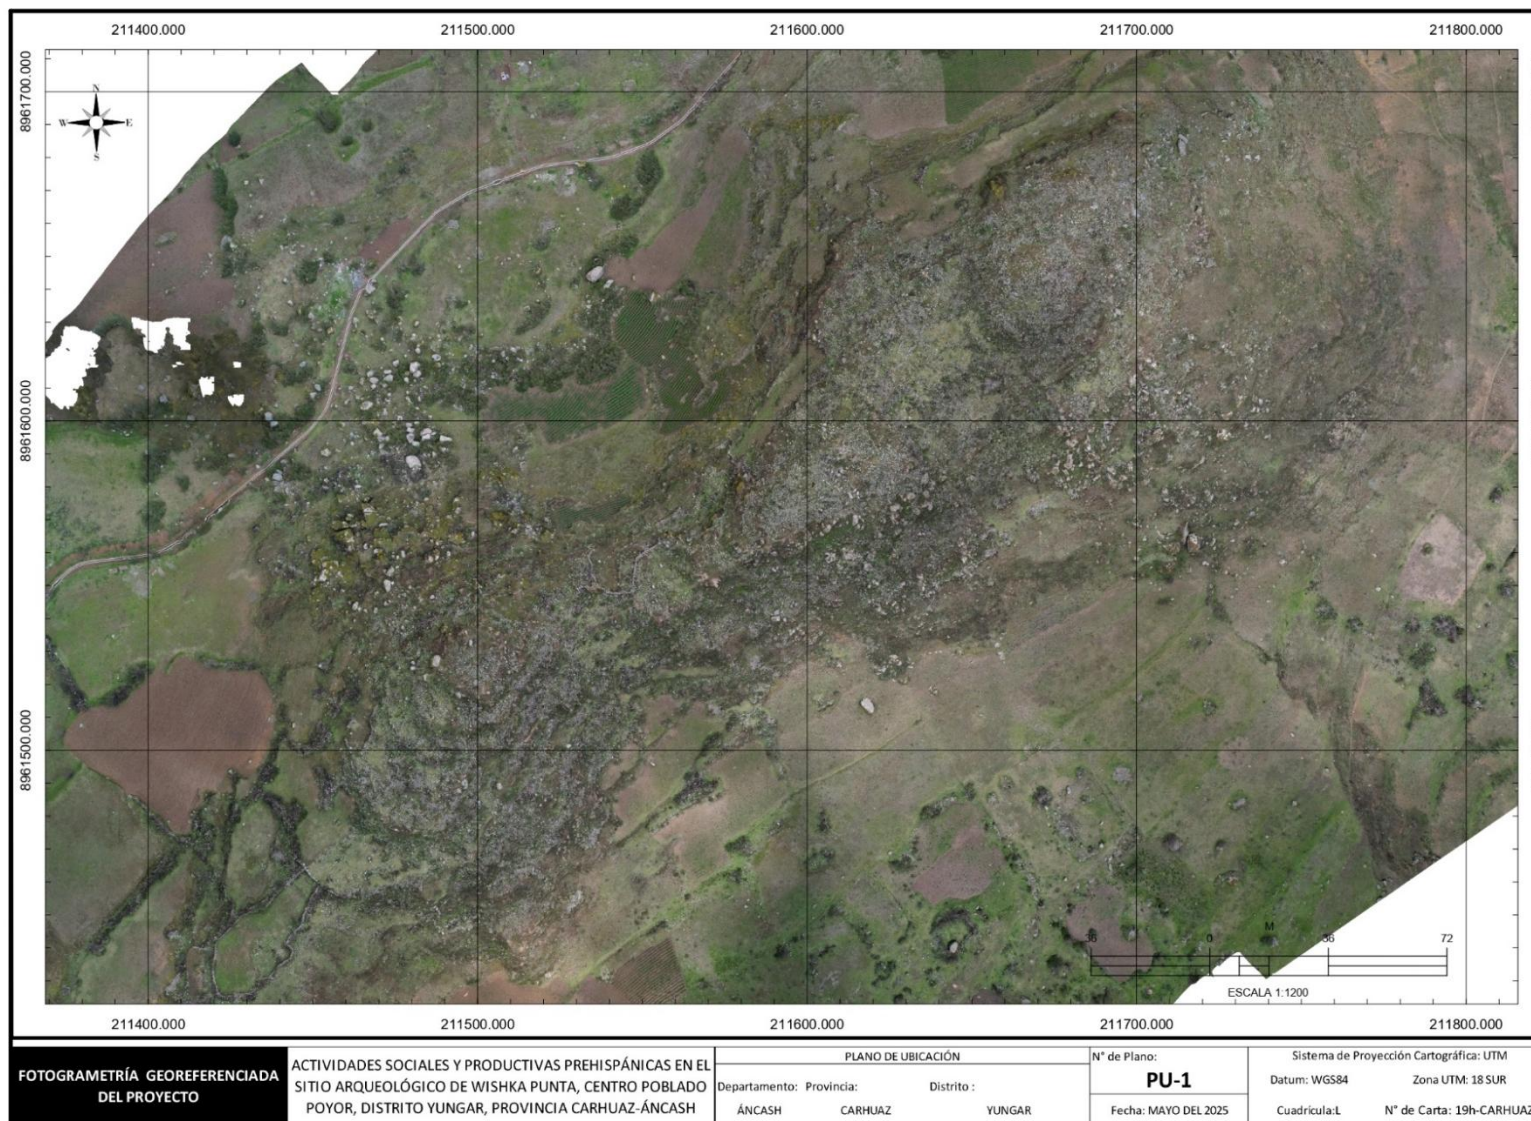 211400.000 211500.000 211600.000 211700.000 211800.000
8961700.000
8961600.000
8961500.000
N
W E
S
M
36 0 36 72
ESCALA 1:1200
211400.000 211500.000 211600.000 211700.000 211800.000
FOTOGRAMETRÍA GEOREFERENCIADA
DEL PROYECTO
ACTIVIDADES SOCIALES Y PRODUCTIVAS PREHISPÁNICAS EN EL
SITIO ARQUEOLÓGICO DE WISHKA PUNTA, CENTRO POBLADO
POYOR, DISTRITO YUNGAR, PROVINCIA CARHUAZ-ÁNCASH
PLANO DE UBICACIÓN
Departamento: Provincia: Distrito :
ÁNCASH CARHUAZ YUNGAR
N° de Plano:
PU-1
Fecha: MAYO DEL 2025
Sistema de Proyección Cartográfica: UTM
Datum: WGS84 Zona UTM: 18 SUR
Cuadrícula:L N° de Carta: 19h-CARHUAZ